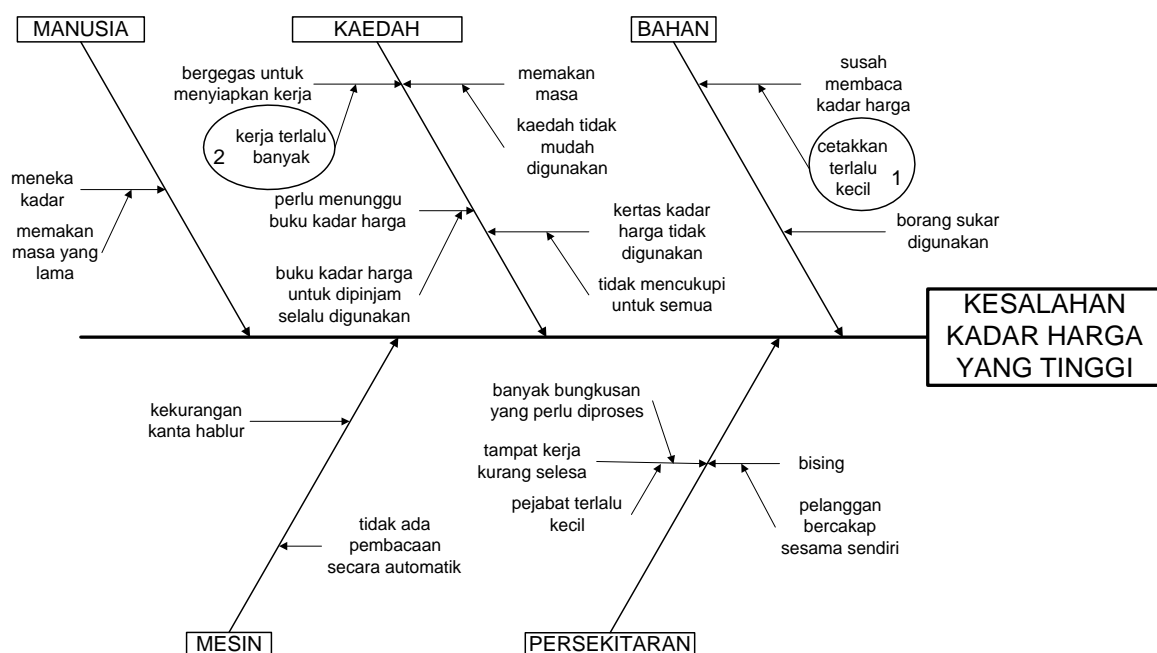 MANUSIA
KAEDAH
BAHAN
bergegas untuk
menyiapkan kerja
2
kerja terlalu
banyak
memakan
masa
kaedah tidak
mudah
digunakan
susah
membaca
kadar harga
cetakkan
terlalu
kecil
1
meneka
kadar
memakan
masa yang
lama
perlu menunggu
buku kadar harga
buku kadar harga
untuk dipinjam
selalu digunakan
kertas kadar
harga tidak
digunakan
tidak mencukupi
untuk semua
borang sukar
digunakan
KESALAHAN
KADAR HARGA
YANG TINGGI
kekurangan
kanta hablur
tidak ada
pembacaan
secara automatik
banyak bungkusan
yang perlu diproses
tampat kerja
kurang selesa
pejabat terlalu
kecil
bising
pelanggan
bercakap
sesama sendiri
MESIN
PERSEKITARAN